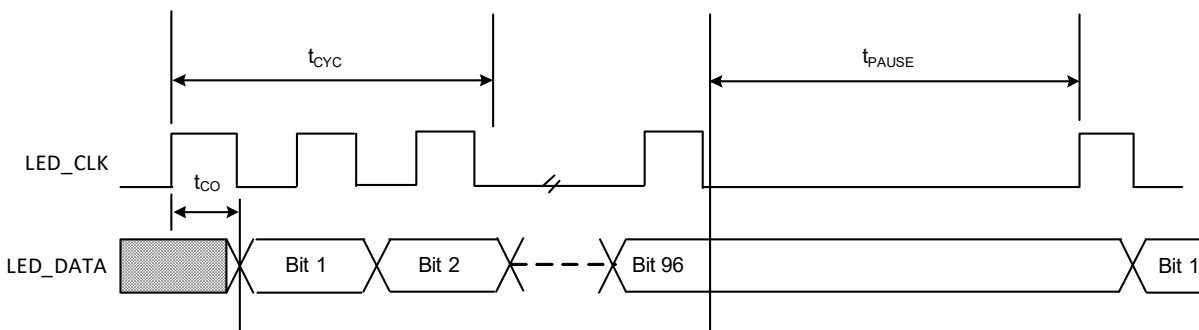 tCYC
tPAUSE
LED_CLK
tCO
LED_DATA
Bit 1
Bit 2
Bit 96
Bit 1